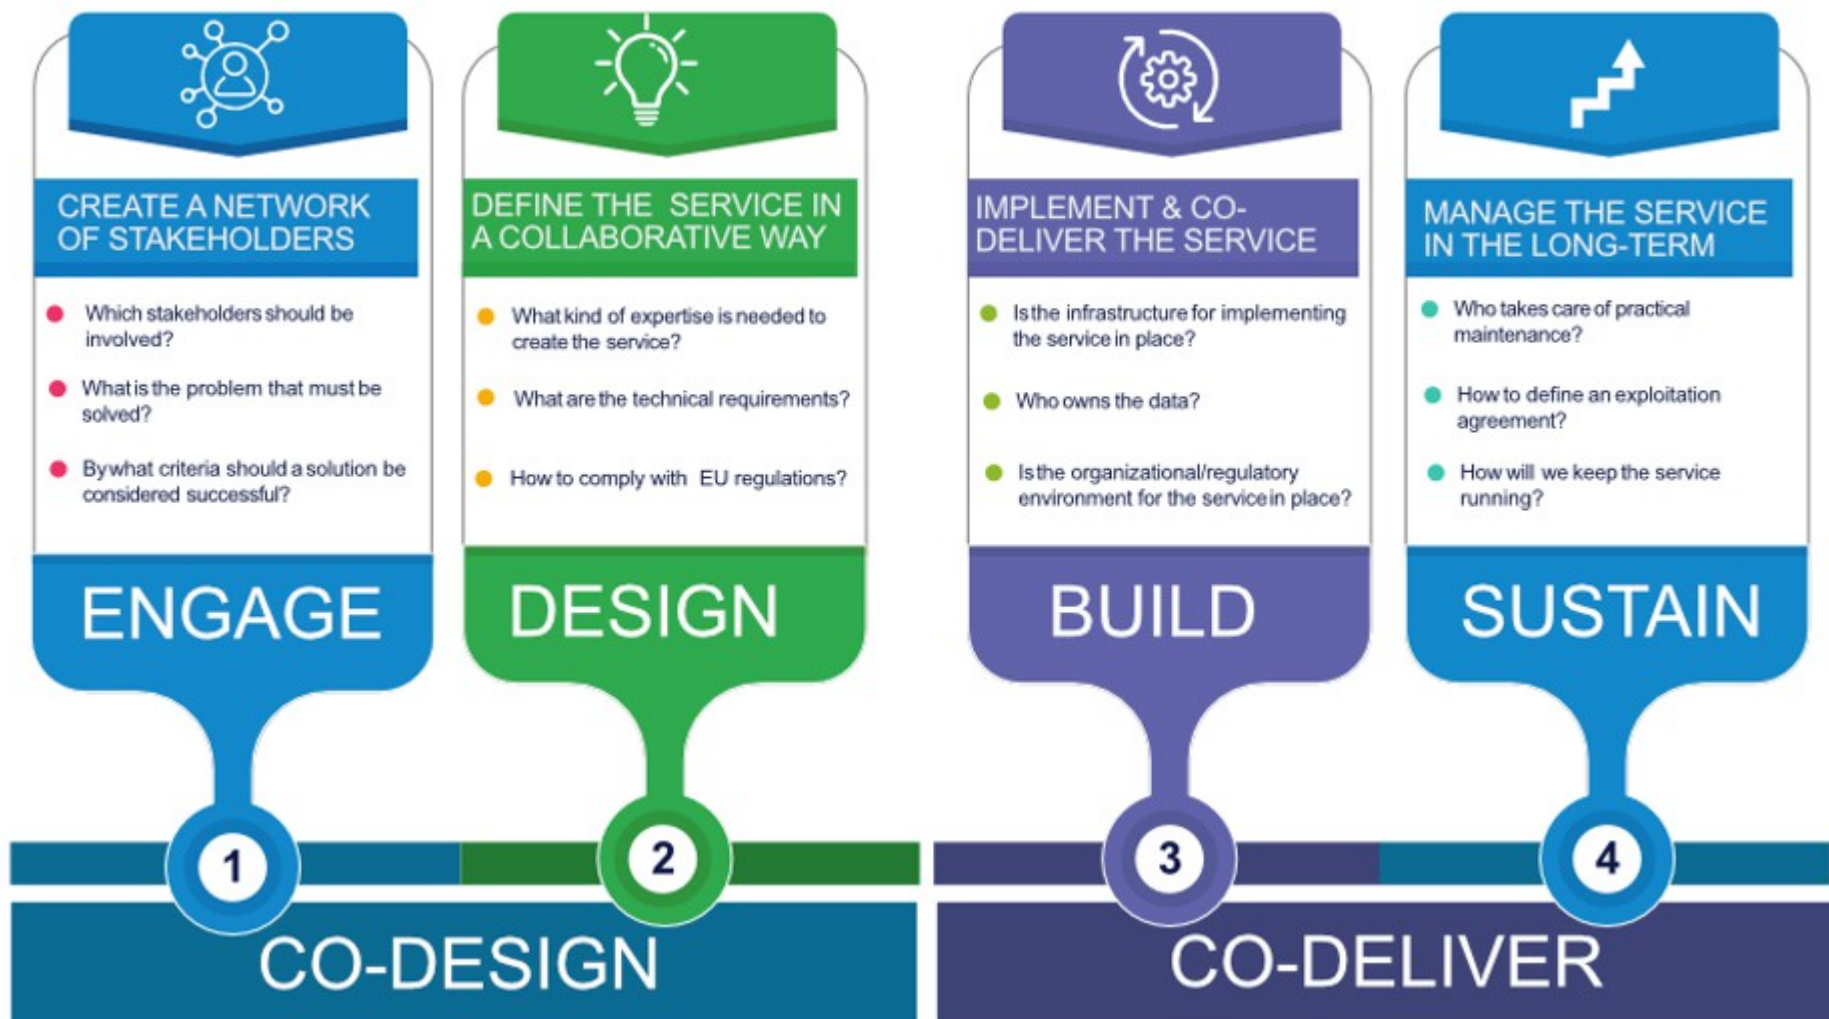 CREATE A NETWORK
OF STAKEHOLDERS
Which stakeholders should be
involved?
What is the problem that must be
solved?
By what criteria should a solution be
considered successful?
ENGAGE
1
DEFINE THE SERVICE IN
A COLLABORATIVE WAY
What kind of expertise is needed to
create the service?
What are the technical requirements?
How to comply with EU regulations?
DESIGN
2
CO-DESIGN
IMPLEMENT & CO-
DELIVER THE SERVICE
Is the infrastructure for implementing
the service in place?
Who owns the data?
Is the organizational/regulatory
environment for the service in place?
BUILD
3
MANAGE THE SERVICE
IN THE LONG-TERM
Who takes care of practical
maintenance?
How to define an exploitation
agreement?
How will we keep the service
running?
SUSTAIN
4
CO-DELIVER